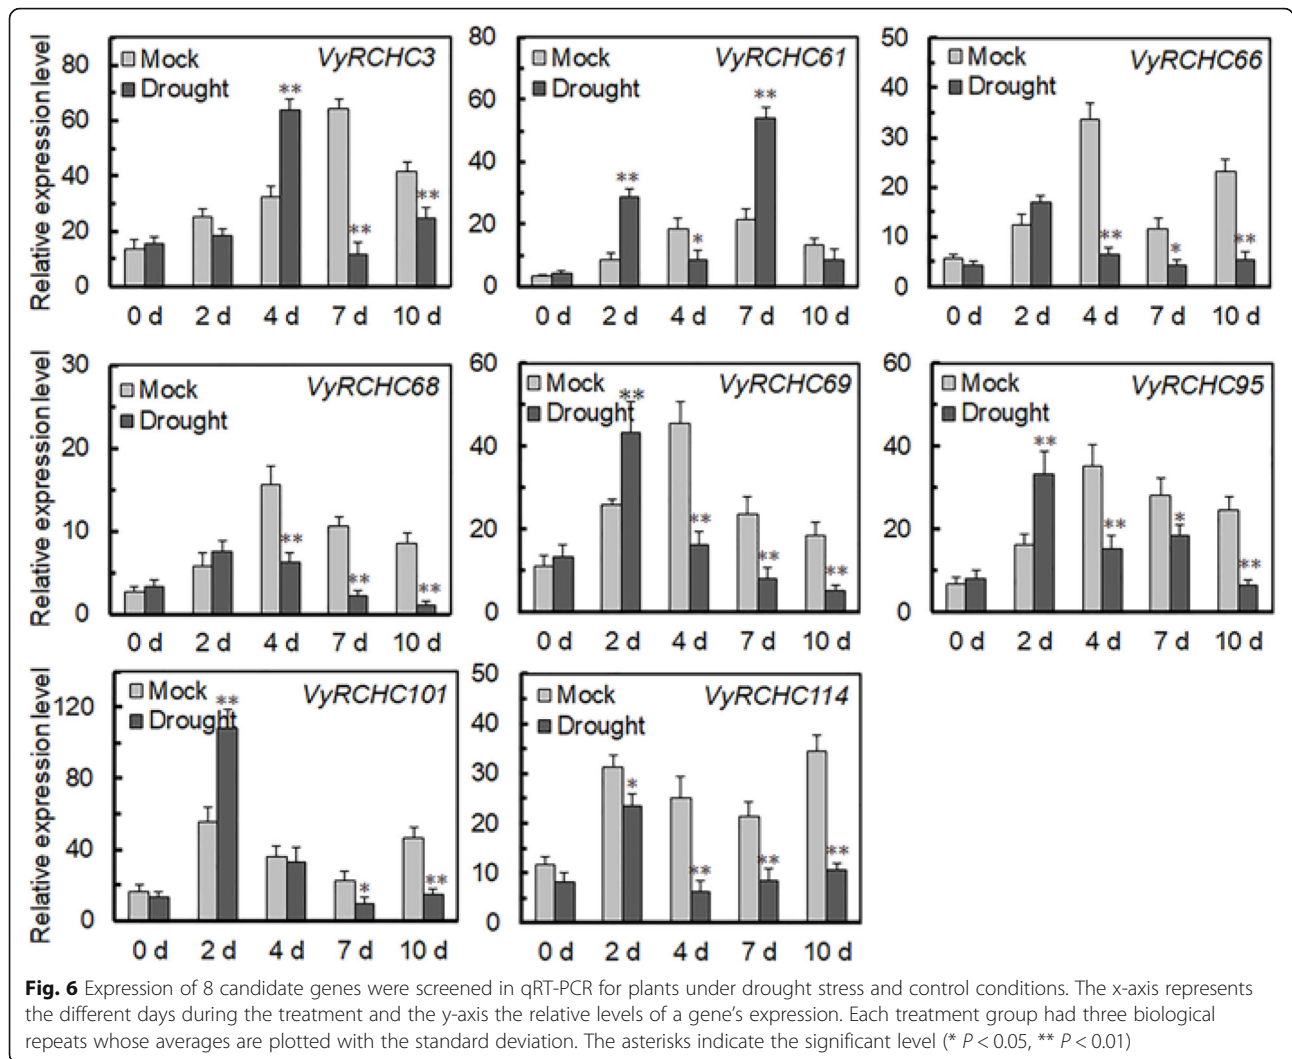 Relative expression level
80
60
40
20
0
Mock
Drought
VyRCHC3
**
**
**
0 d 2 d 4 d 7 d 10 d
80
60
40
20
0
Mock
Drought
VyRCHC61
**
*
**
0 d 2 d 4 d 7 d 10 d
50
40
30
20
10
0
Mock
Drought
VyRCHC66
**
*
**
0 d 2 d 4 d 7 d 10 d
Relative expression level
30
20
10
0
Mock
Drought
VyRCHC68
**
**
**
0 d 2 d 4 d 7 d 10 d
60
40
20
0
Mock
Drought
VyRCHC69
**
**
**
**
0 d 2 d 4 d 7 d 10 d
60
40
20
0
Mock
Drought
VyRCHC95
**
**
*
**
0 d 2 d 4 d 7 d 10 d
Relative expression level
120
80
40
0
Mock
Drought
VyRCHC101
**
*
**
0 d 2 d 4 d 7 d 10 d
50
40
30
20
10
0
Mock
Drought
VyRCHC114
*
**
**
**
0 d 2 d 4 d 7 d 10 d
Fig. 6 Expression of 8 candidate genes were screened in qRT-PCR for plants under drought stress and control conditions. The x-axis represents
the different days during the treatment and the y-axis the relative levels of a gene's expression. Each treatment group had three biological
repeats whose averages are plotted with the standard deviation. The asterisks indicate the significant level (* P < 0.05, ** P < 0.01)